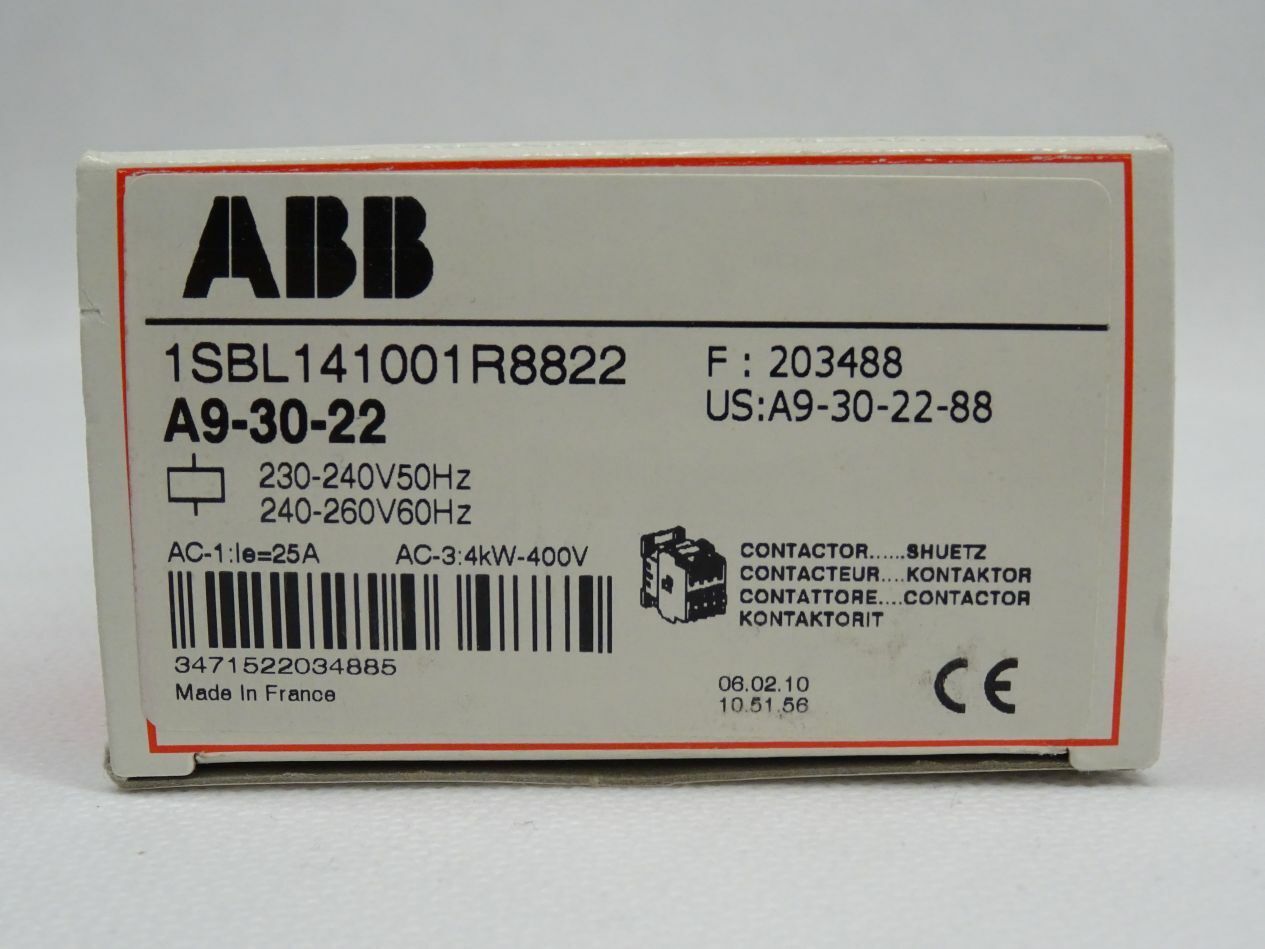 ABB
1SBL141001R8822
A9-30-22
F : 203488
US:A9-30-22-88
230-240V50Hz
240-260V60Hz
AC-1:Ie=25A AC-3:4kW-400V
3471522034885
Made In France
CONTACTOR......SHUETZ
CONTACTEUR....KONTAKTOR
CONTATTORE....CONTACTOR
KONTAKTORIT
06.02.10
10.51.56
CE